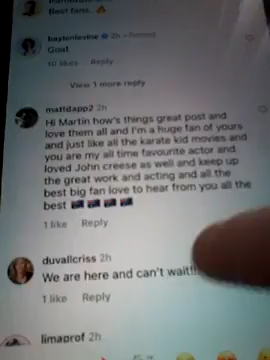 Best fans. 🔥
haylenlevine 2h
Goat
10 likes Reply
View 1 more reply
mattdapp2 2h
Hi Martin how's things great post and
love them all and I'm a huge fan of yours
and just like all the karate kid movies and
you are my all time favourite actor and
loved John creese as well and keep up
the great work and acting and all the
best big fan love to hear from you all the
best 🇦🇺 🇦🇺 🇦🇺 🇦🇺
1 like Reply
duvallcriss 2h
We are here and can't wait!!
1 like Reply
limaprof 2h